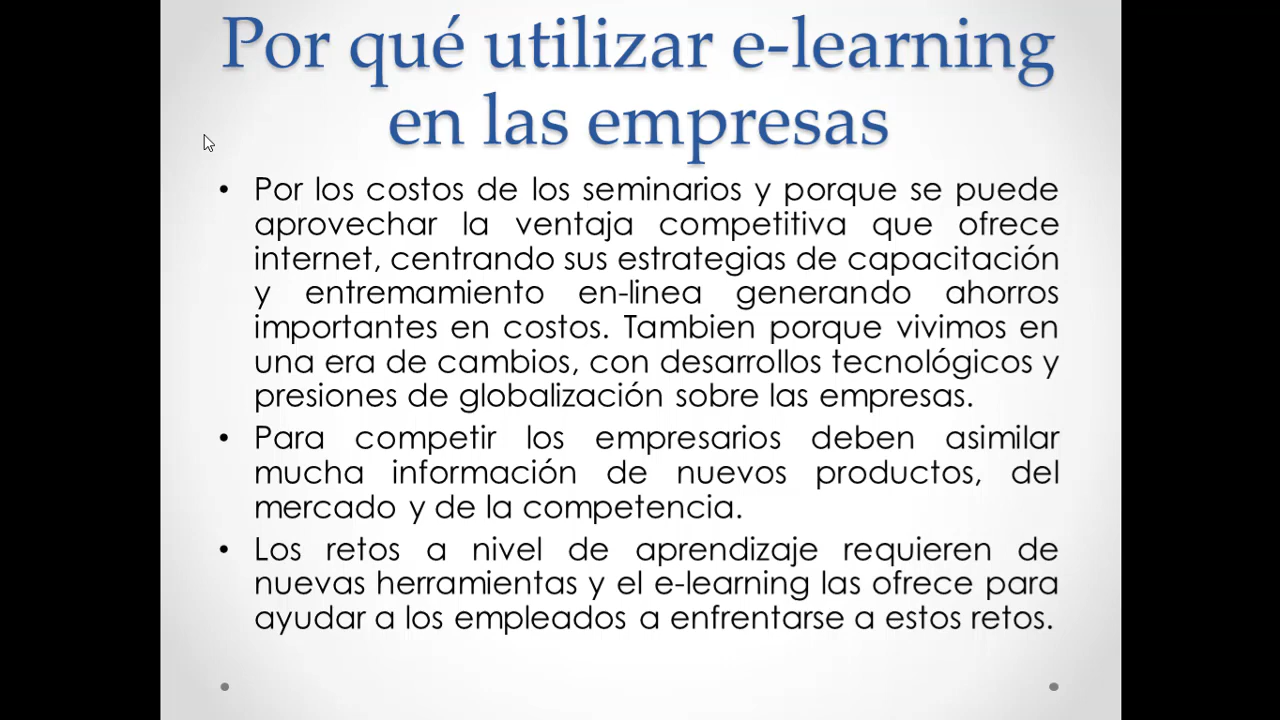 Por qué utilizar e-learning
en las empresas
• Por los costos de los seminarios y porque se puede
aprovechar la ventaja competitiva que ofrece
internet, centrando sus estrategias de capacitación
y entremamiento en-linea generando ahorros
importantes en costos. Tambien porque vivimos en
una era de cambios, con desarrollos tecnológicos y
presiones de globalización sobre las empresas.
• Para competir los empresarios deben asimilar
mucha información de nuevos productos, del
mercado y de la competencia.
• Los retos a nivel de aprendizaje requieren de
nuevas herramientas y el e-learning las ofrece para
ayudar a los empleados a enfrentarse a estos retos.